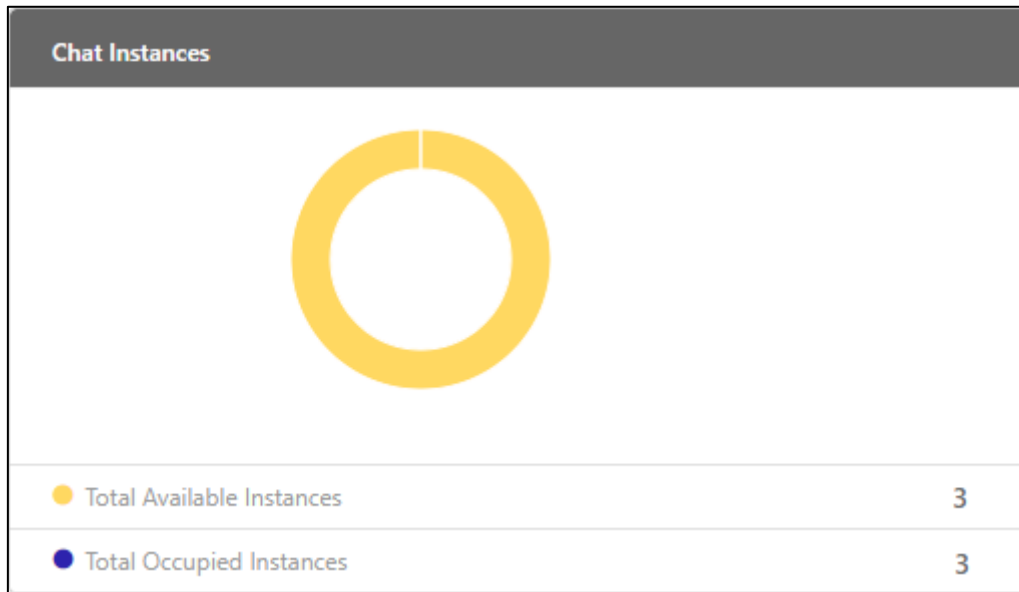 Chat Instances
Total Available Instances 3
Total Occupied Instances 3